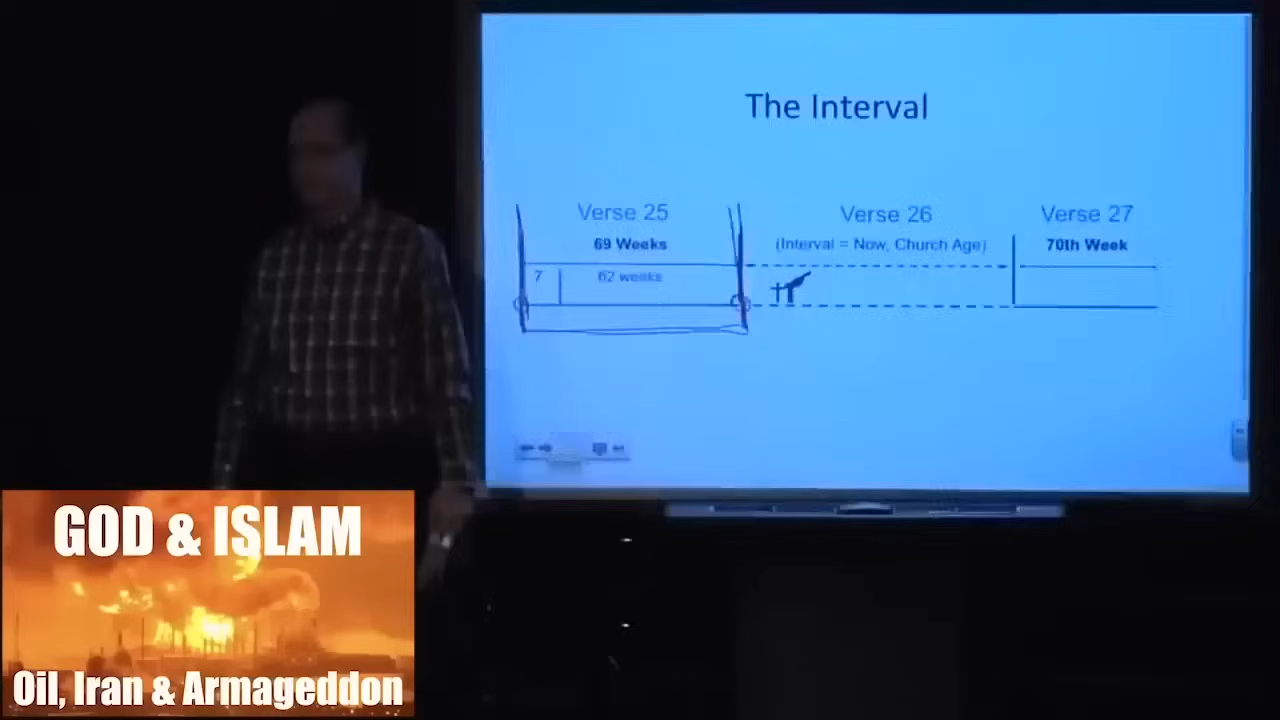 The Interval
Verse 25
Verse 26
Verse 27
69 Weeks
(Interval = Now, Church Age)
70th Week
7
62 weeks
GOD & ISLAM
Oil, Iran & Armageddon